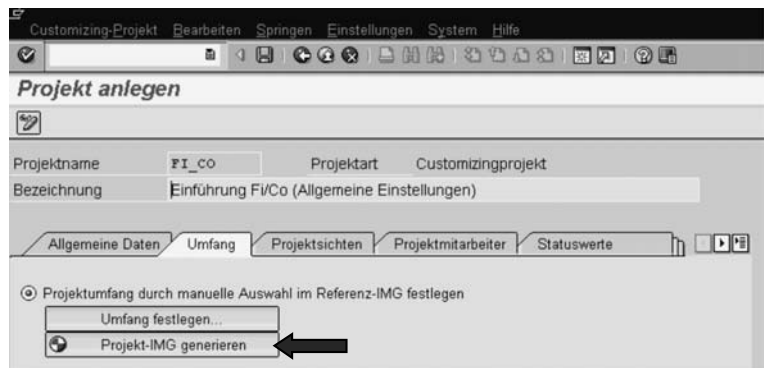 Customizing-Projekt Bearbeiten Springen Einstellungen System Hilfe
Projekt anlegen
Projektname FI_CO Projektart Customizingprojekt
Bezeichnung Einführung Fi/Co (Allgemeine Einstellungen)
Allgemeine Daten Umfang Projektsichten Projektmitarbeiter Statuswerte
Projektumfang durch manuelle Auswahl im Referenz-IMG festlegen
Umfang festlegen...
Projekt-IMG generieren